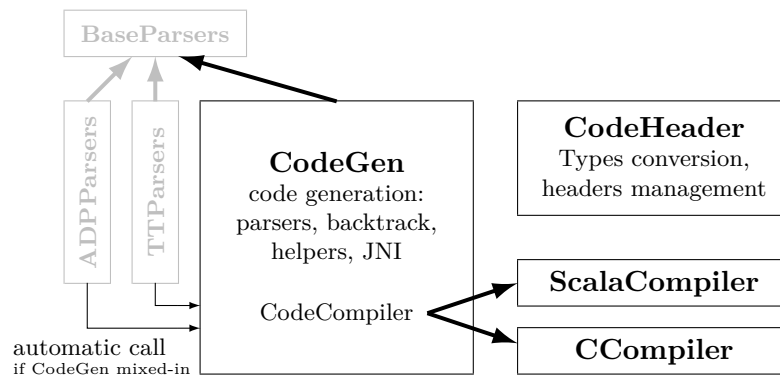 BaseParsers
ADPParsers
TTParsers
CodeGen
code generation:
parsers, backtrack,
helpers, JNI
CodeCompiler
CodeHeader
Types conversion,
headers management
ScalaCompiler
CCompiler
automatic call
if CodeGen mixed-in